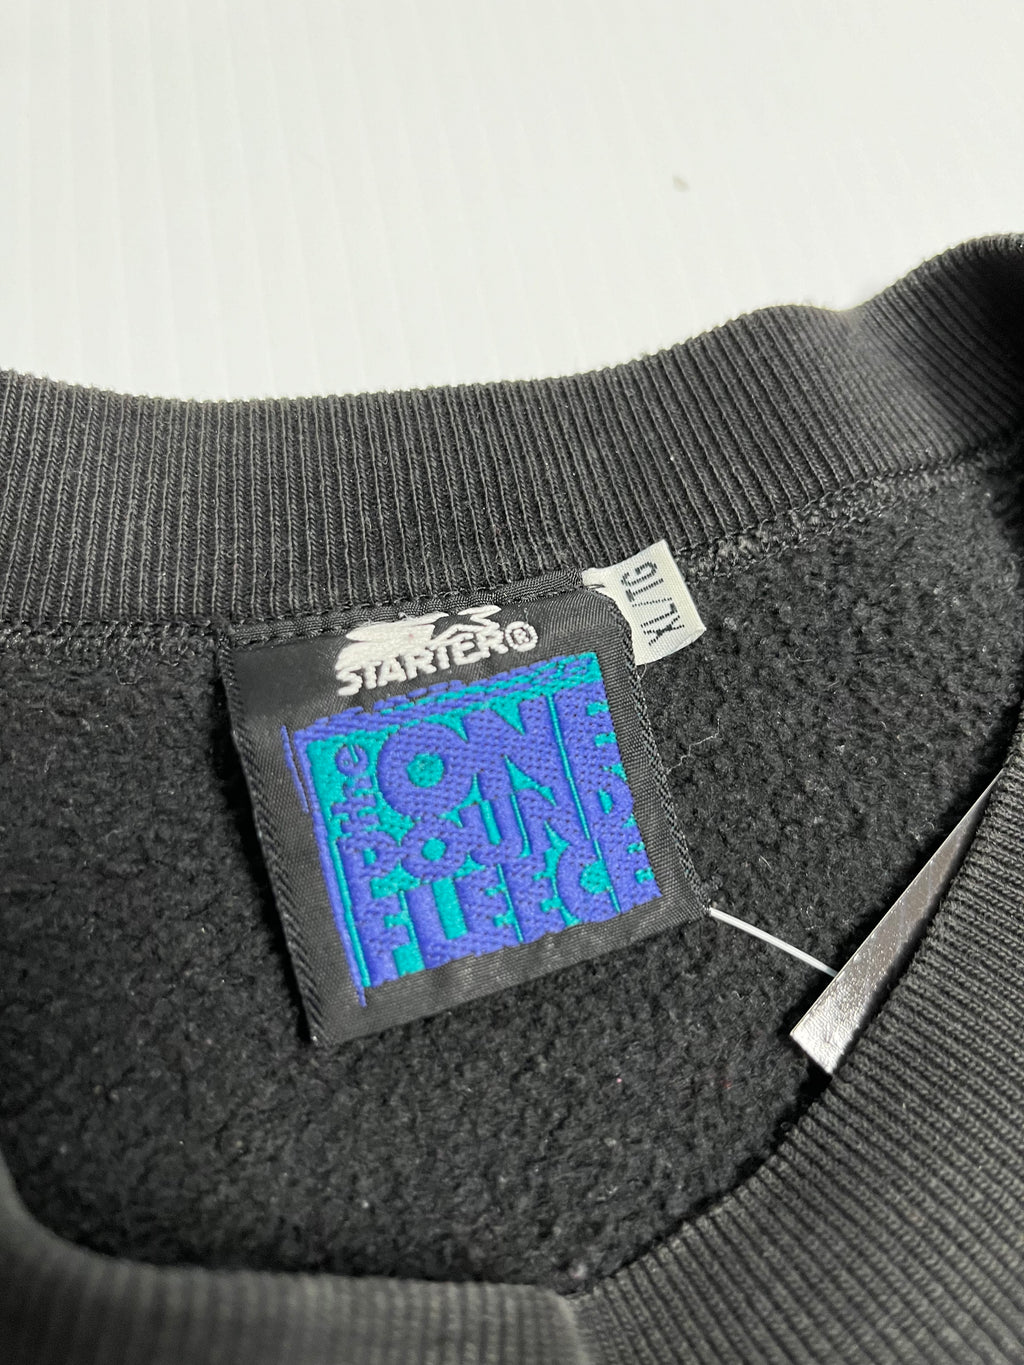 STARTER®
the
ONE
POUND
FLEECE
XL/TG